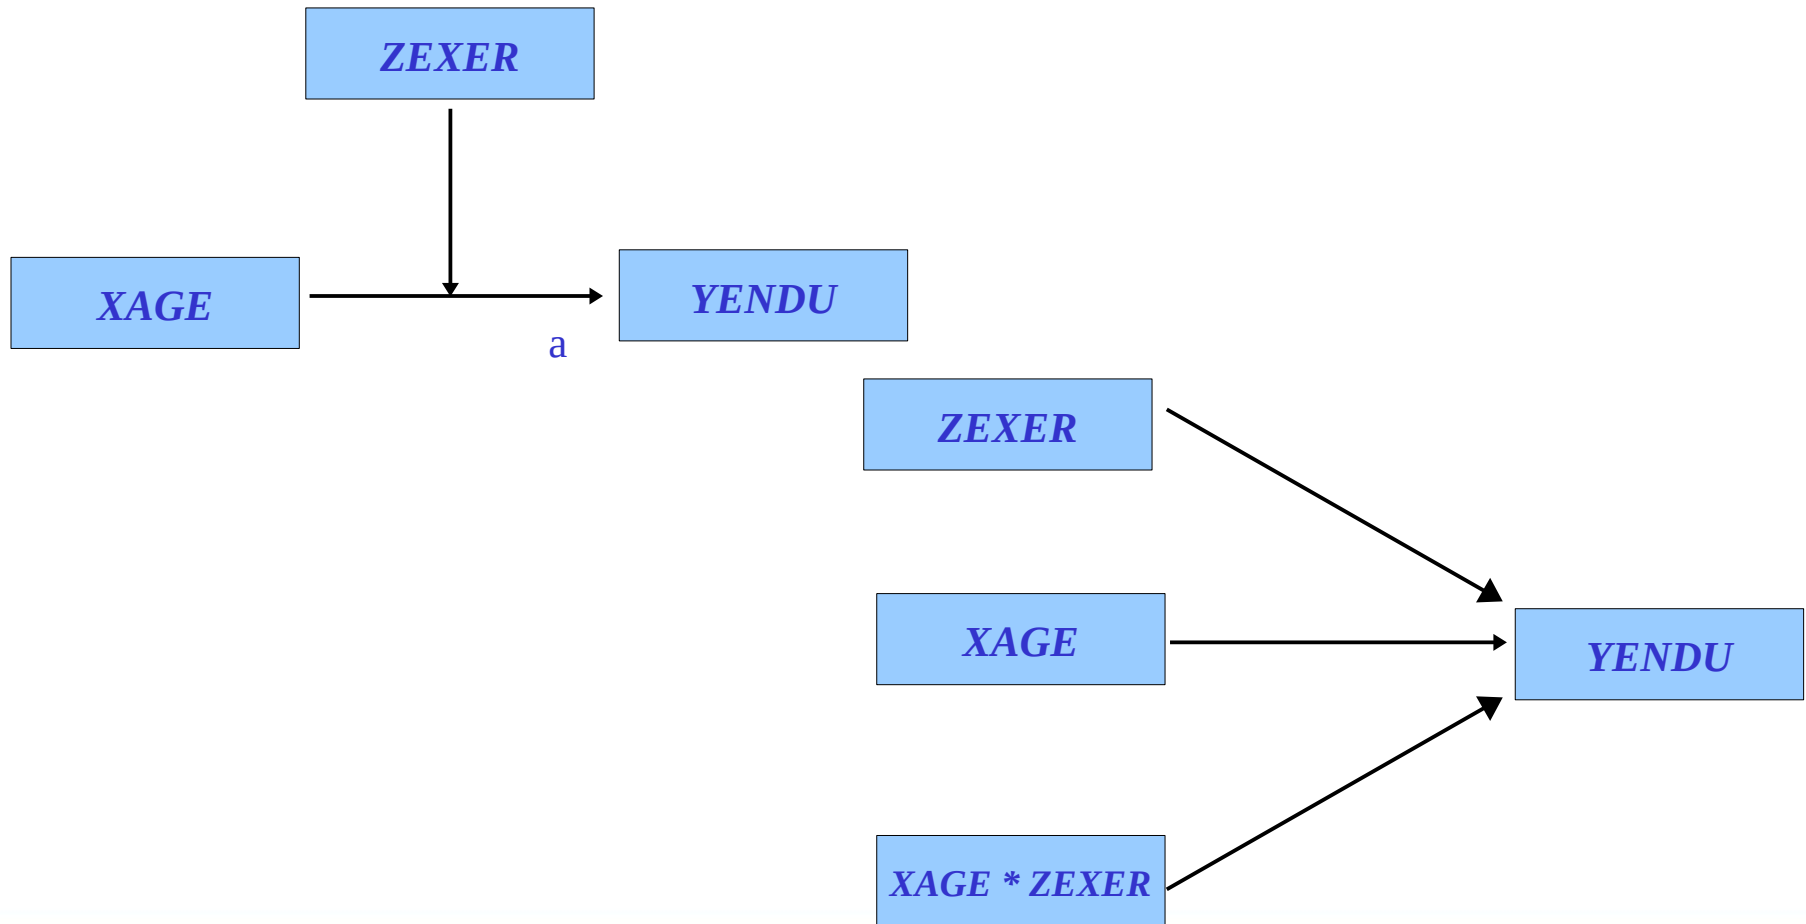 ZEXER
XAGE
YENDU
a
ZEXER
XAGE
YENDU
XAGE * ZEXER